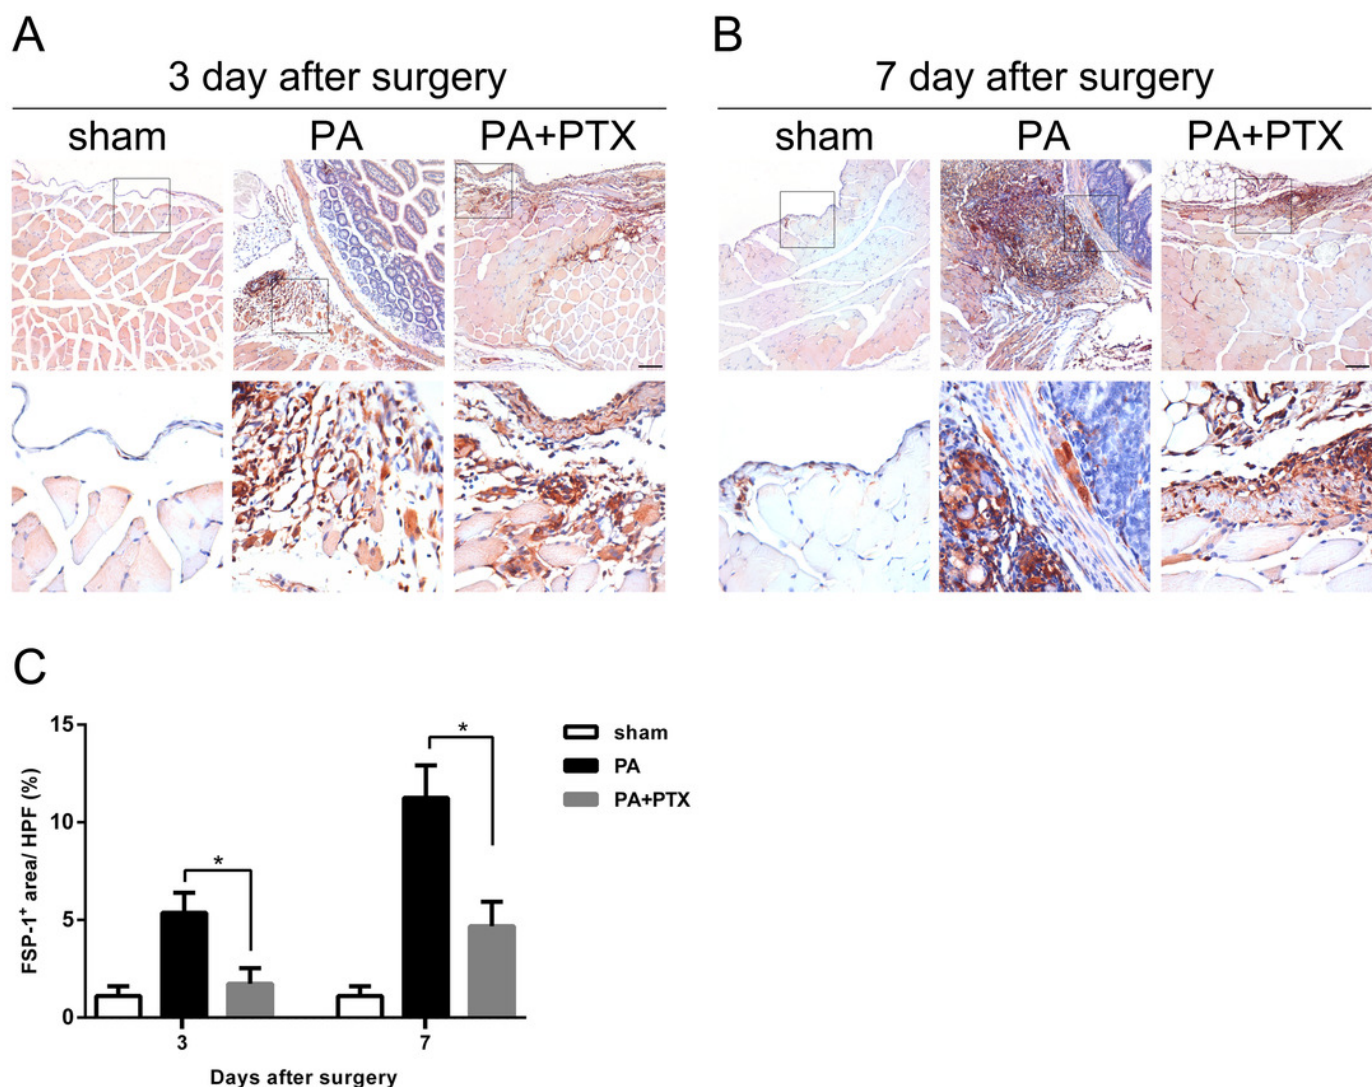 A
3 day after surgery
sham
PA
PA+PTX
B
7 day after surgery
sham
PA
PA+PTX
C
FSP-1⁺ area/ HPF (%)
15
10
5
0
*
*
3
7
Days after surgery
sham
PA
PA+PTX